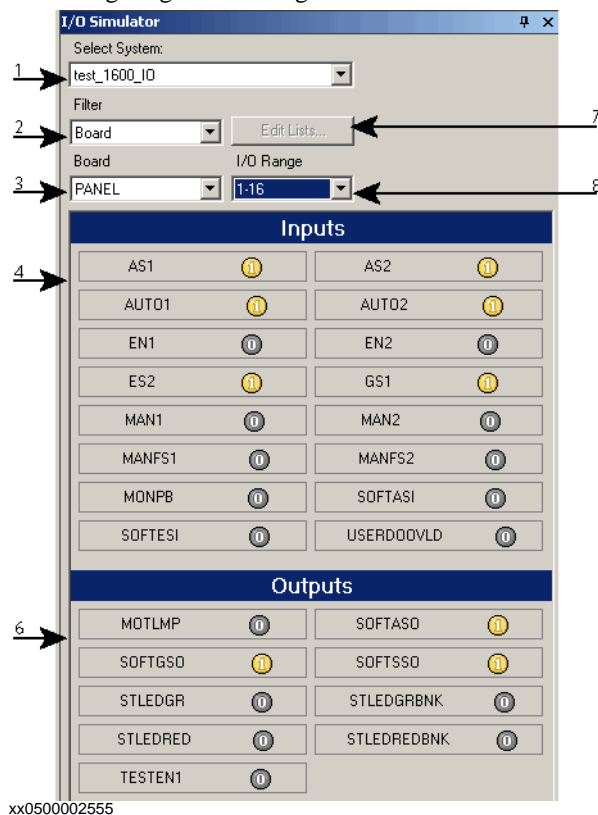 I/O Simulator
Select System:
1
test_1600_IO
Filter
2
Board
Edit Lists...
7
Board
I/O Range
3
PANEL
1-16
8
Inputs
4
AS1 1 AS2 1
AUTO1 1 AUTO2 1
EN1 0 EN2 0
ES2 1 GS1 1
MAN1 0 MAN2 0
MANFS1 0 MANFS2 0
MONPB 0 SOFTASI 0
SOFTESI 0 USERDOOVLD 0
Outputs
6
MOTLMP 0 SOFTASO 1
SOFTGSO 1 SOFTSSO 1
STLEDGR 0 STLEDGRBNK 0
STLEDRED 0 STLEDREDBNK 0
TESTEN1 0
xx0500002555